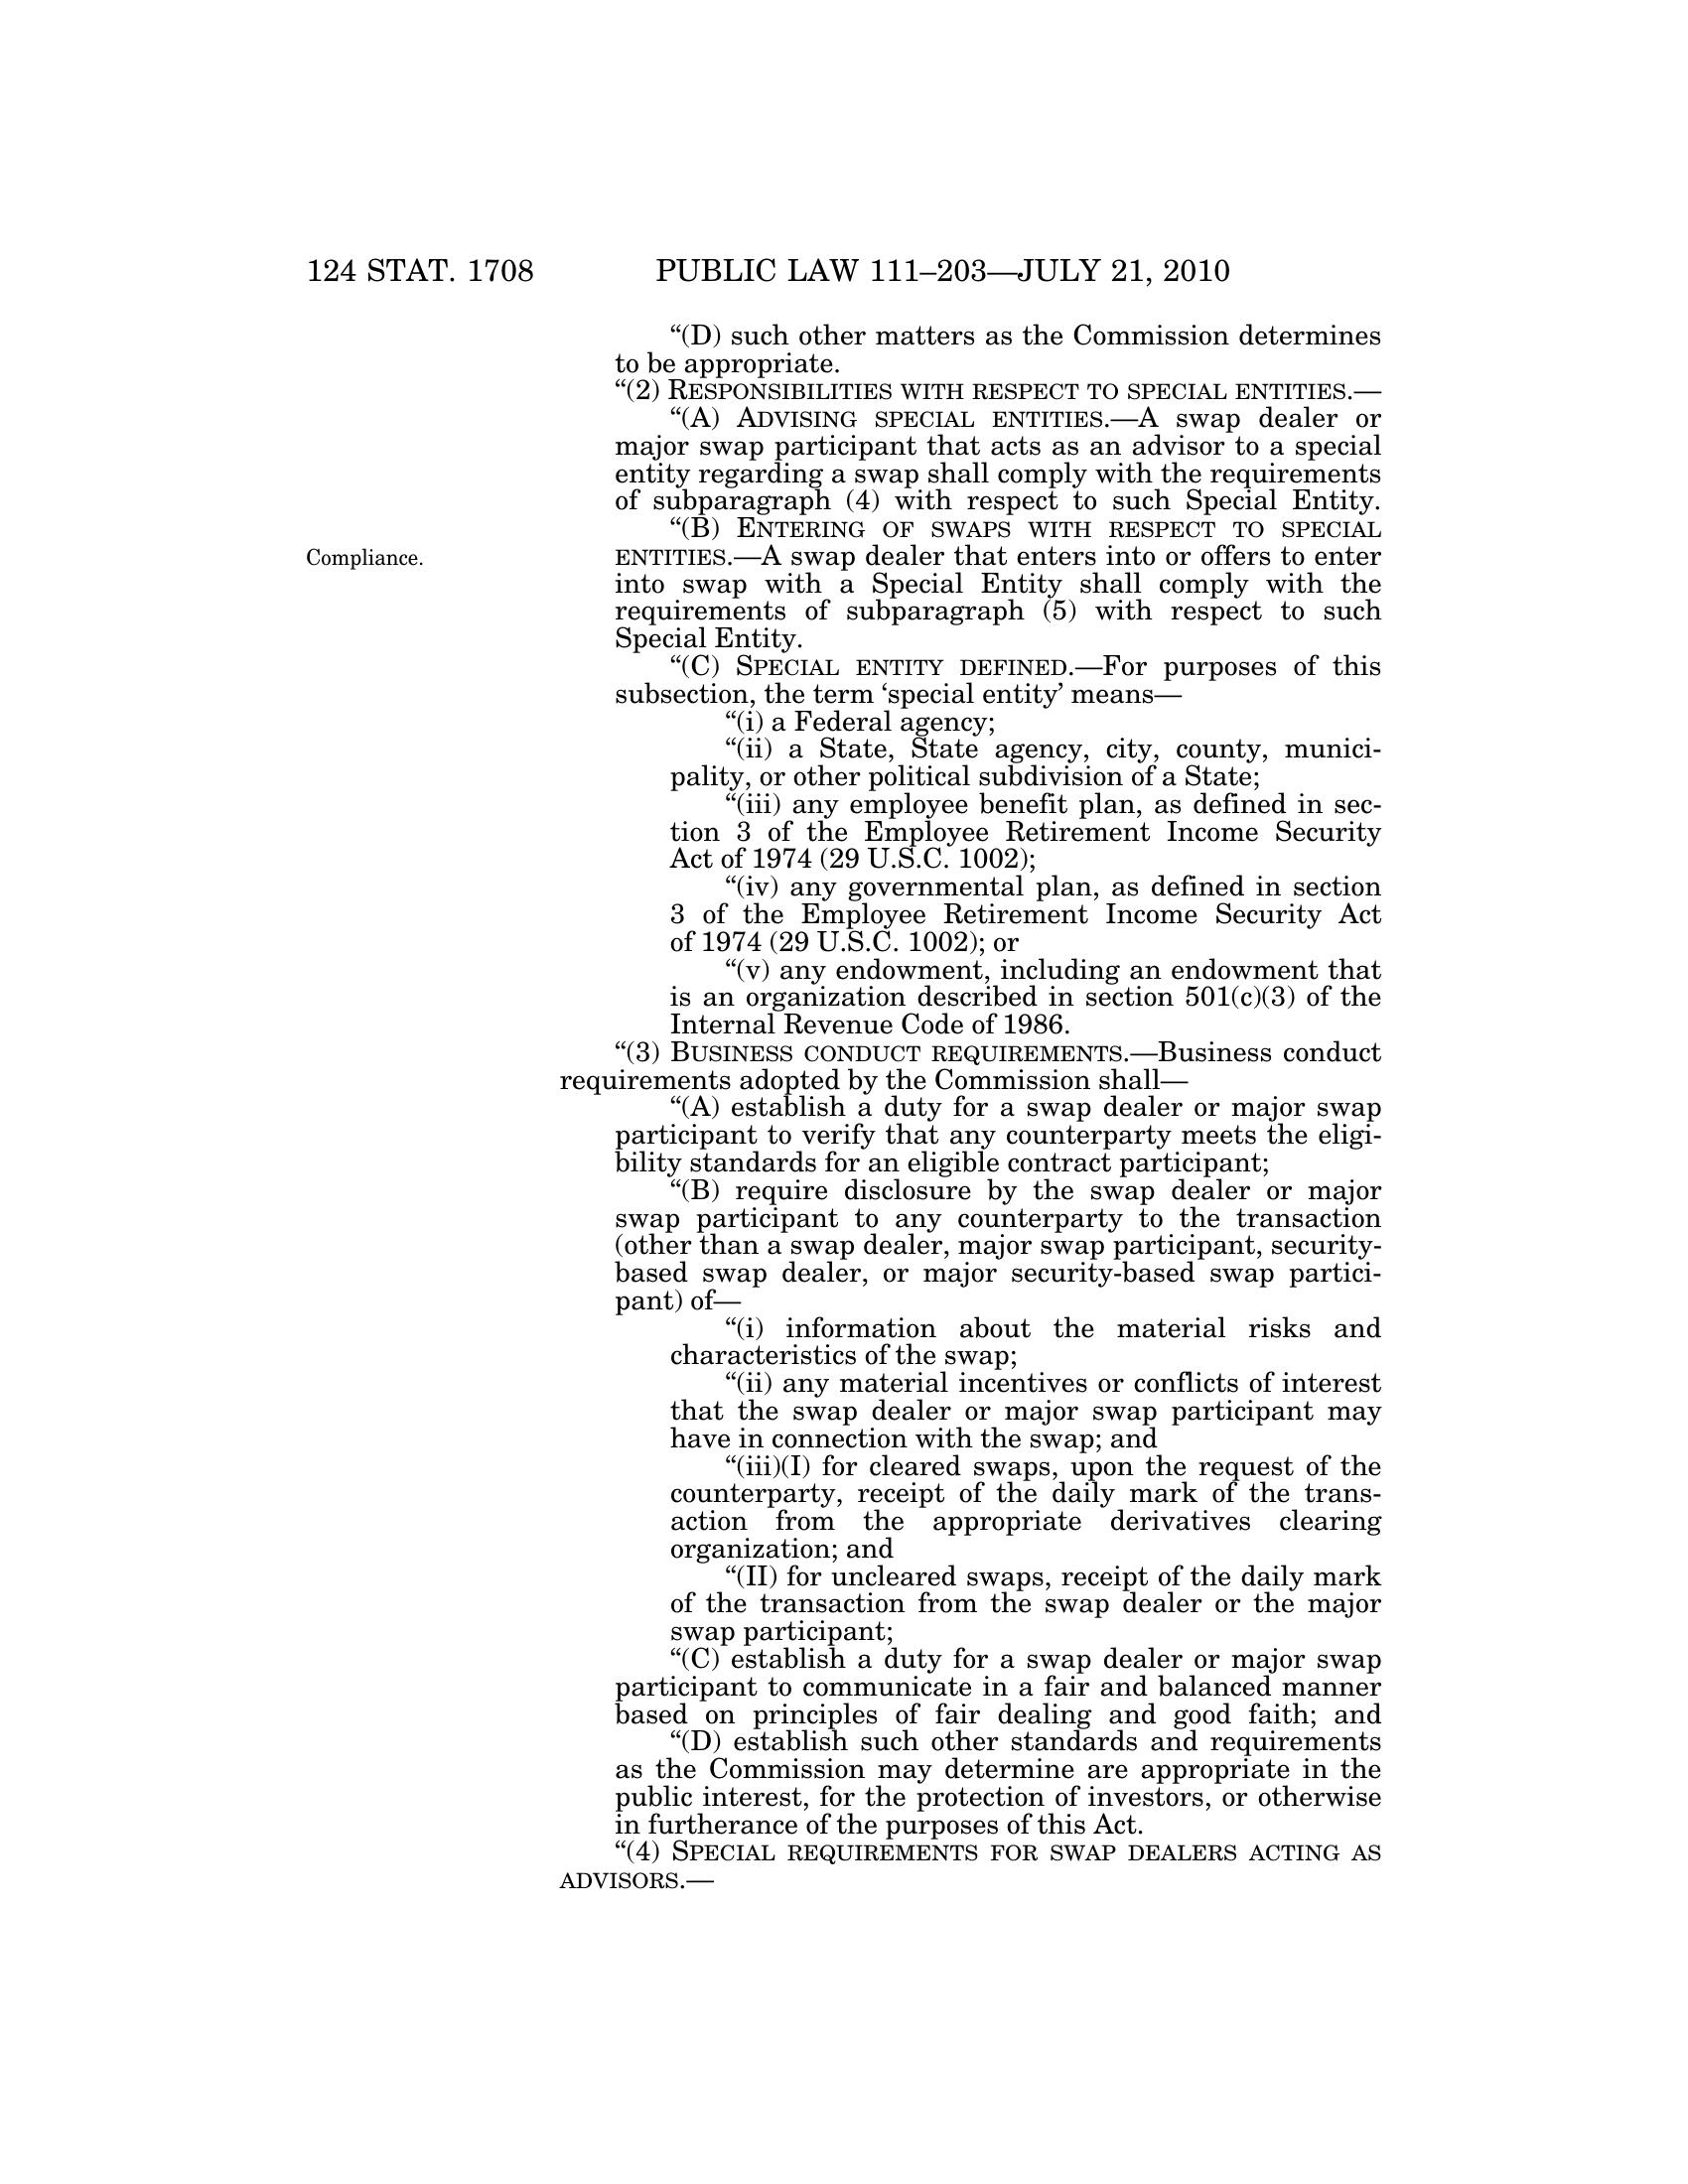 124 STAT. 1708 PUBLIC LAW 111–203—JULY 21, 2010
“(D) such other matters as the Commission determines
to be appropriate.
“(2) RESPONSIBILITIES WITH RESPECT TO SPECIAL ENTITIES.—
“(A) ADVISING SPECIAL ENTITIES.—A swap dealer or
major swap participant that acts as an advisor to a special
entity regarding a swap shall comply with the requirements
of subparagraph (4) with respect to such Special Entity.
“(B) ENTERING OF SWAPS WITH RESPECT TO SPECIAL
Compliance.
ENTITIES.—A swap dealer that enters into or offers to enter
into swap with a Special Entity shall comply with the
requirements of subparagraph (5) with respect to such
Special Entity.
“(C) SPECIAL ENTITY DEFINED.—For purposes of this
subsection, the term ‘special entity’ means—
“(i) a Federal agency;
“(ii) a State, State agency, city, county, munici-
pality, or other political subdivision of a State;
“(iii) any employee benefit plan, as defined in sec-
tion 3 of the Employee Retirement Income Security
Act of 1974 (29 U.S.C. 1002);
“(iv) any governmental plan, as defined in section
3 of the Employee Retirement Income Security Act
of 1974 (29 U.S.C. 1002); or
“(v) any endowment, including an endowment that
is an organization described in section 501(c)(3) of the
Internal Revenue Code of 1986.
“(3) BUSINESS CONDUCT REQUIREMENTS.—Business conduct
requirements adopted by the Commission shall—
“(A) establish a duty for a swap dealer or major swap
participant to verify that any counterparty meets the eligi-
bility standards for an eligible contract participant;
“(B) require disclosure by the swap dealer or major
swap participant to any counterparty to the transaction
(other than a swap dealer, major swap participant, security-
based swap dealer, or major security-based swap partici-
pant) of—
“(i) information about the material risks and
characteristics of the swap;
“(ii) any material incentives or conflicts of interest
that the swap dealer or major swap participant may
have in connection with the swap; and
“(iii)(I) for cleared swaps, upon the request of the
counterparty, receipt of the daily mark of the trans-
action from the appropriate derivatives clearing
organization; and
“(II) for uncleared swaps, receipt of the daily mark
of the transaction from the swap dealer or the major
swap participant;
“(C) establish a duty for a swap dealer or major swap
participant to communicate in a fair and balanced manner
based on principles of fair dealing and good faith; and
“(D) establish such other standards and requirements
as the Commission may determine are appropriate in the
public interest, for the protection of investors, or otherwise
in furtherance of the purposes of this Act.
“(4) SPECIAL REQUIREMENTS FOR SWAP DEALERS ACTING AS
ADVISORS.—